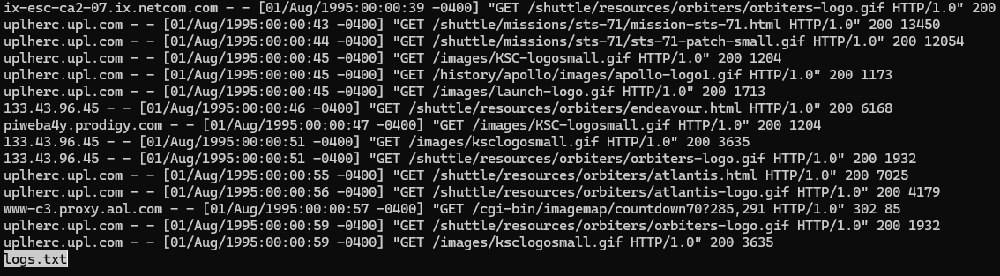 ix-esc-ca2-07.ix.netcom.com - - [01/Aug/1995:00:00:39 -0400] "GET /shuttle/resources/orbiters/orbiters-logo.gif HTTP/1.0" 200
uplherc.upl.com - - [01/Aug/1995:00:00:43 -0400] "GET /shuttle/missions/sts-71/mission-sts-71.html HTTP/1.0" 200 13450
uplherc.upl.com - - [01/Aug/1995:00:00:44 -0400] "GET /shuttle/missions/sts-71/sts-71-patch-small.gif HTTP/1.0" 200 12054
uplherc.upl.com - - [01/Aug/1995:00:00:45 -0400] "GET /images/KSC-logosmall.gif HTTP/1.0" 200 1204
uplherc.upl.com - - [01/Aug/1995:00:00:45 -0400] "GET /history/apollo/images/apollo-logo1.gif HTTP/1.0" 200 1173
uplherc.upl.com - - [01/Aug/1995:00:00:45 -0400] "GET /images/launch-logo.gif HTTP/1.0" 200 1713
133.43.96.45 - - [01/Aug/1995:00:00:46 -0400] "GET /shuttle/resources/orbiters/endeavour.html HTTP/1.0" 200 6168
piweba4y.prodigy.com - - [01/Aug/1995:00:00:47 -0400] "GET /images/KSC-logosmall.gif HTTP/1.0" 200 1204
133.43.96.45 - - [01/Aug/1995:00:00:51 -0400] "GET /images/ksclogosmall.gif HTTP/1.0" 200 3635
133.43.96.45 - - [01/Aug/1995:00:00:51 -0400] "GET /shuttle/resources/orbiters/orbiters-logo.gif HTTP/1.0" 200 1932
uplherc.upl.com - - [01/Aug/1995:00:00:55 -0400] "GET /shuttle/resources/orbiters/atlantis.html HTTP/1.0" 200 7025
uplherc.upl.com - - [01/Aug/1995:00:00:56 -0400] "GET /shuttle/resources/orbiters/atlantis-logo.gif HTTP/1.0" 200 4179
www-c3.proxy.aol.com - - [01/Aug/1995:00:00:57 -0400] "GET /cgi-bin/imagemap/countdown70?285,291 HTTP/1.0" 302 85
uplherc.upl.com - - [01/Aug/1995:00:00:59 -0400] "GET /shuttle/resources/orbiters/orbiters-logo.gif HTTP/1.0" 200 1932
uplherc.upl.com - - [01/Aug/1995:00:00:59 -0400] "GET /images/ksclogosmall.gif HTTP/1.0" 200 3635
logs.txt